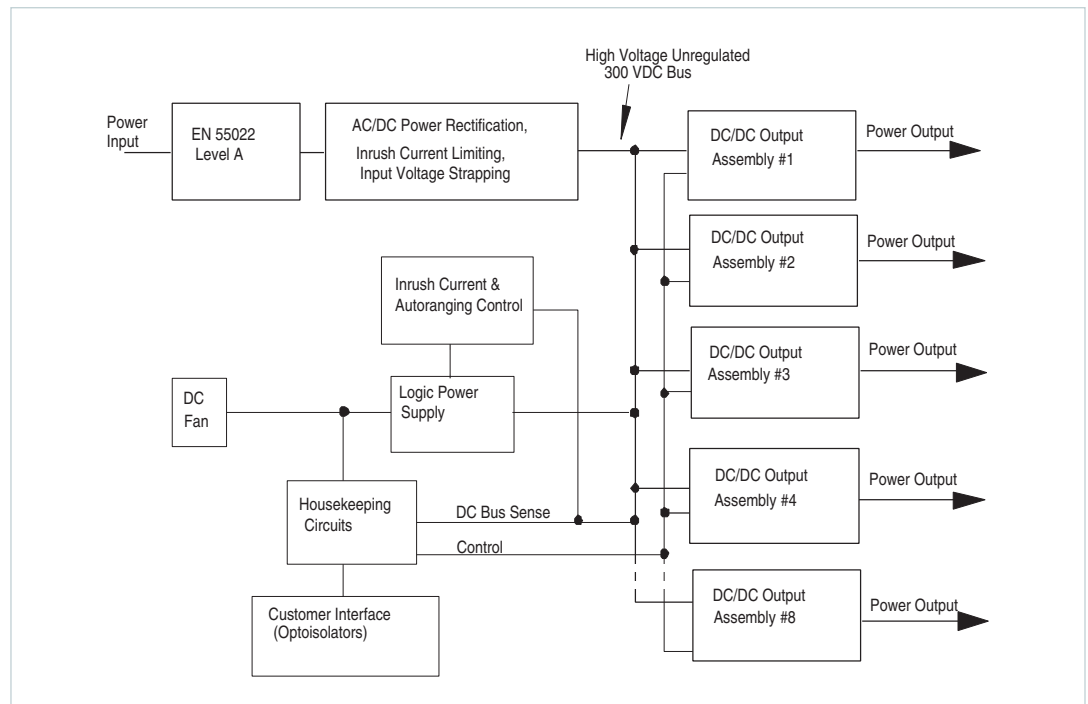 High Voltage Unregulated
300 VDC Bus
Power
Input
EN 55022
Level A
AC/DC Power Rectification,
Inrush Current Limiting,
Input Voltage Strapping
DC/DC Output
Assembly #1
Power Output
DC/DC Output
Assembly #2
Power Output
Inrush Current &
Autoranging Control
DC/DC Output
Assembly #3
Power Output
DC
Fan
Logic Power
Supply
DC/DC Output
Assembly #4
Power Output
Housekeeping
Circuits
DC Bus Sense
Control
DC/DC Output
Assembly #8
Power Output
Customer Interface
(Optoisolators)